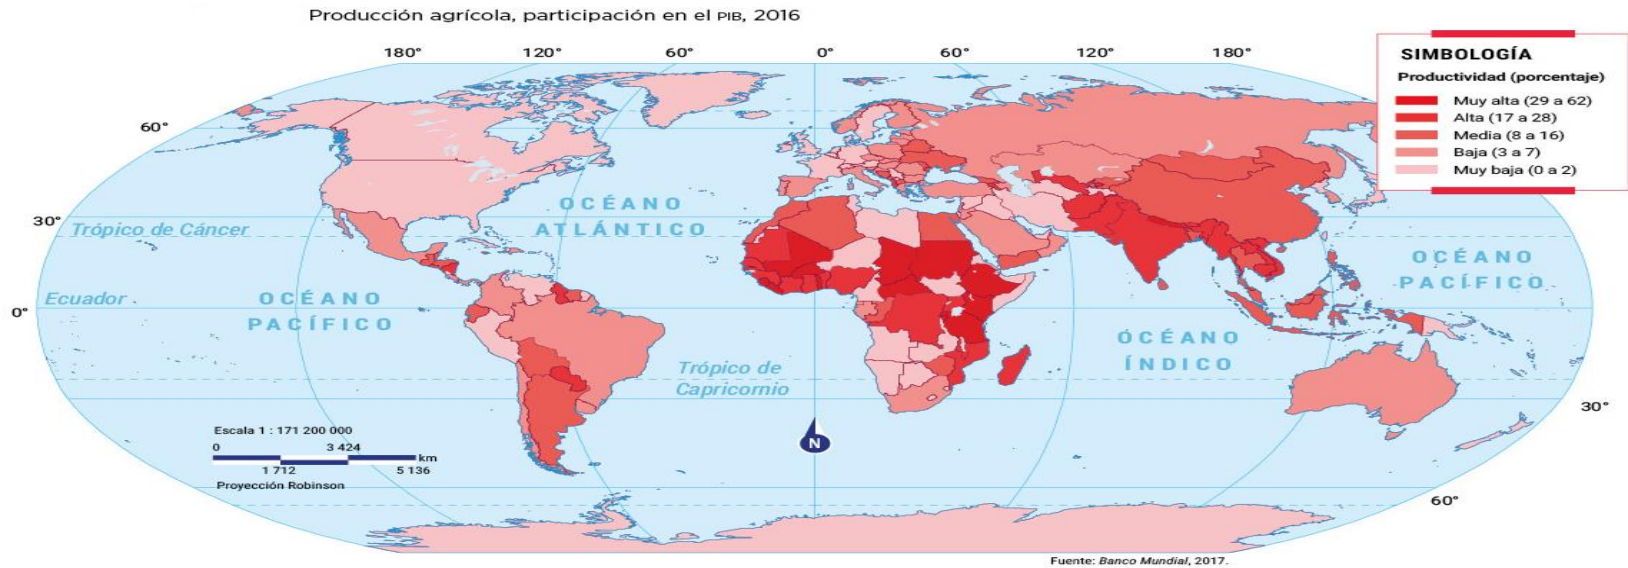 Producción agrícola, participación en el PIB, 2016
180° 120° 60° 0° 60° 120° 180°
SIMBOLOGÍA
Productividad (porcentaje)
Muy alta (29 a 62)
Alta (17 a 28)
Media (8 a 16)
Baja (3 a 7)
Muy baja (0 a 2)
60°
30°
Trópico de Cáncer
OCÉANO
ATLÁNTICO
OCÉANO
PACÍFICO
Ecuador
0°
OCÉANO
PACÍFICO
OCÉANO
ÍNDICO
Trópico de
Capricornio
30°
Escala 1 : 171 200 000
0 3 424
km
1 712 5 136
Proyección Robinson
N
60°
Fuente: Banco Mundial, 2017.